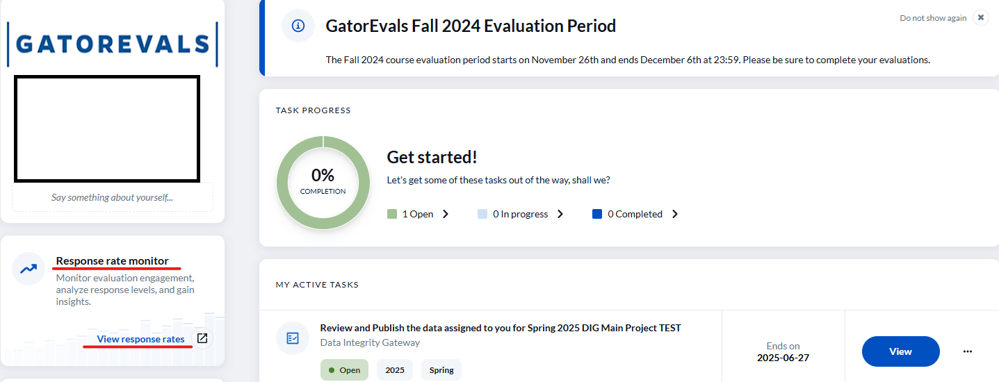 GATOREVALS
Say something about yourself...
Response rate monitor
Monitor evaluation engagement,
analyze response levels, and gain
insights.
View response rates
GatorEvals Fall 2024 Evaluation Period
Do not show again
The Fall 2024 course evaluation period starts on November 26th and ends December 6th at 23:59. Please be sure to complete your evaluations.
TASK PROGRESS
0%
COMPLETION
Get started!
Let's get some of these tasks out of the way, shall we?
1 Open
0 In progress
0 Completed
MY ACTIVE TASKS
Review and Publish the data assigned to you for Spring 2025 DIG Main Project TEST
Data Integrity Gateway
Open
2025
Spring
Ends on
2025-06-27
View